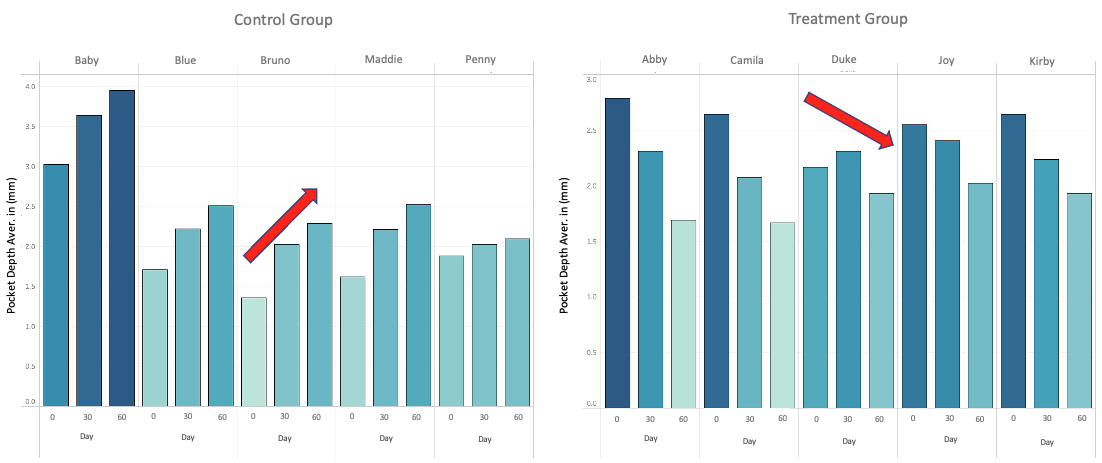 Control Group
Baby Blue Bruno Maddie Penny
4.0
3.5
3.0
2.5
2.0
1.5
1.0
0.5
0.0
Pocket Depth Aver. in (mm)
0 30 60 0 30 60 0 30 60 0 30 60 0 30 60
Day Day Day Day Day
Treatment Group
Abby Camila Duke Joy Kirby
3.0
2.5
2.0
1.5
1.0
0.5
0.0
Pocket Depth Aver. in (mm)
0 30 60 0 30 60 0 30 60 0 30 60 0 30 60
Day Day Day Day Day